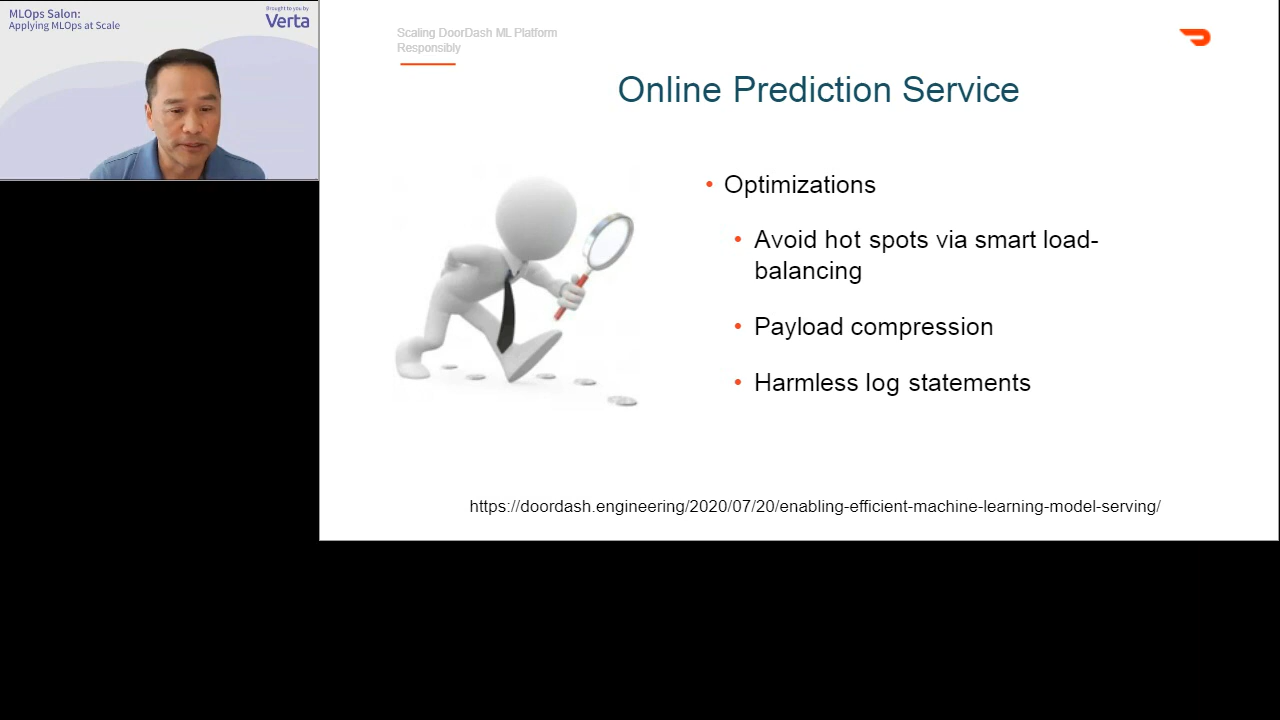 MLOps Salon:
Applying MLOps at Scale
Brought to you by
Verta
Scaling DoorDash ML Platform
Responsibly
Online Prediction Service
• Optimizations
• Avoid hot spots via smart load-
balancing
• Payload compression
• Harmless log statements
https://doordash.engineering/2020/07/20/enabling-efficient-machine-learning-model-serving/